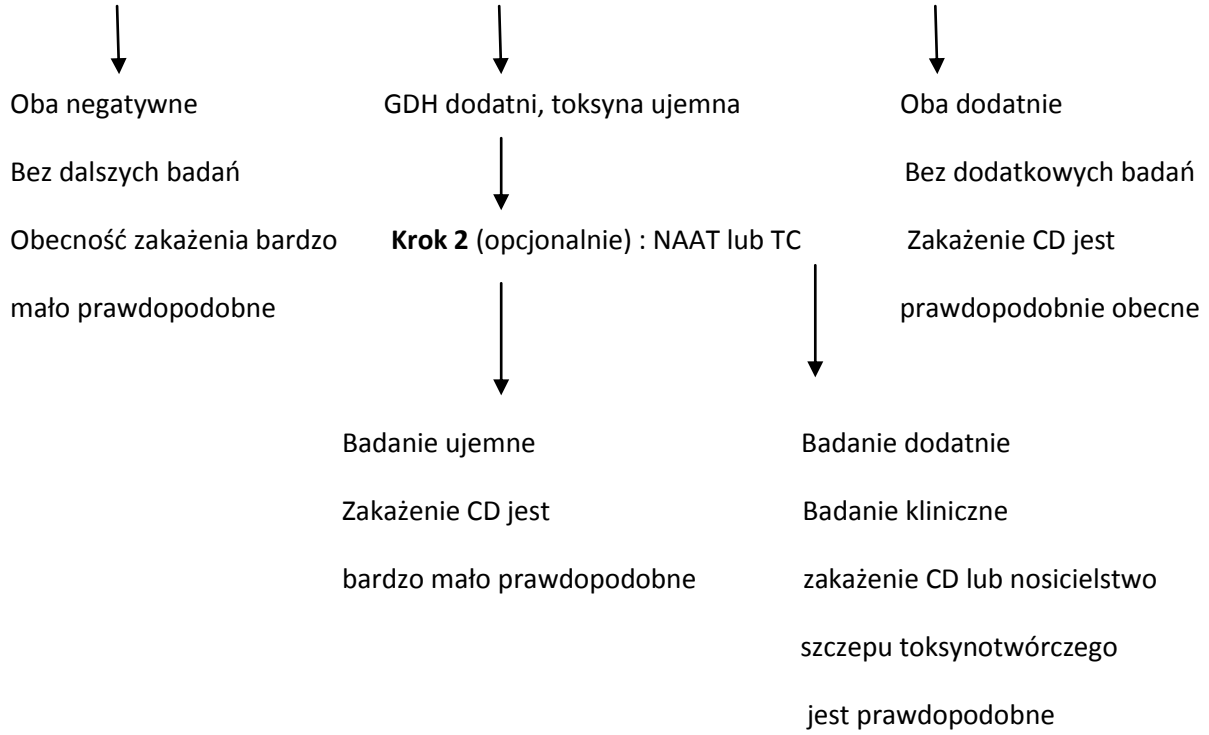 Oba negatywne
Bez dalszych badań
Obecność zakażenia bardzo
mało prawdopodobne
GDH dodatni, toksyna ujemna
Krok 2 (opcjonalnie) : NAAT lub TC
Oba dodatnie
Bez dodatkowych badań
Zakażenie CD jest
prawdopodobnie obecne
Badanie ujemne
Zakażenie CD jest
bardzo mało prawdopodobne
Badanie dodatnie
Badanie kliniczne
zakażenie CD lub nosicielstwo
szczepu toksynotwórczego
jest prawdopodobne